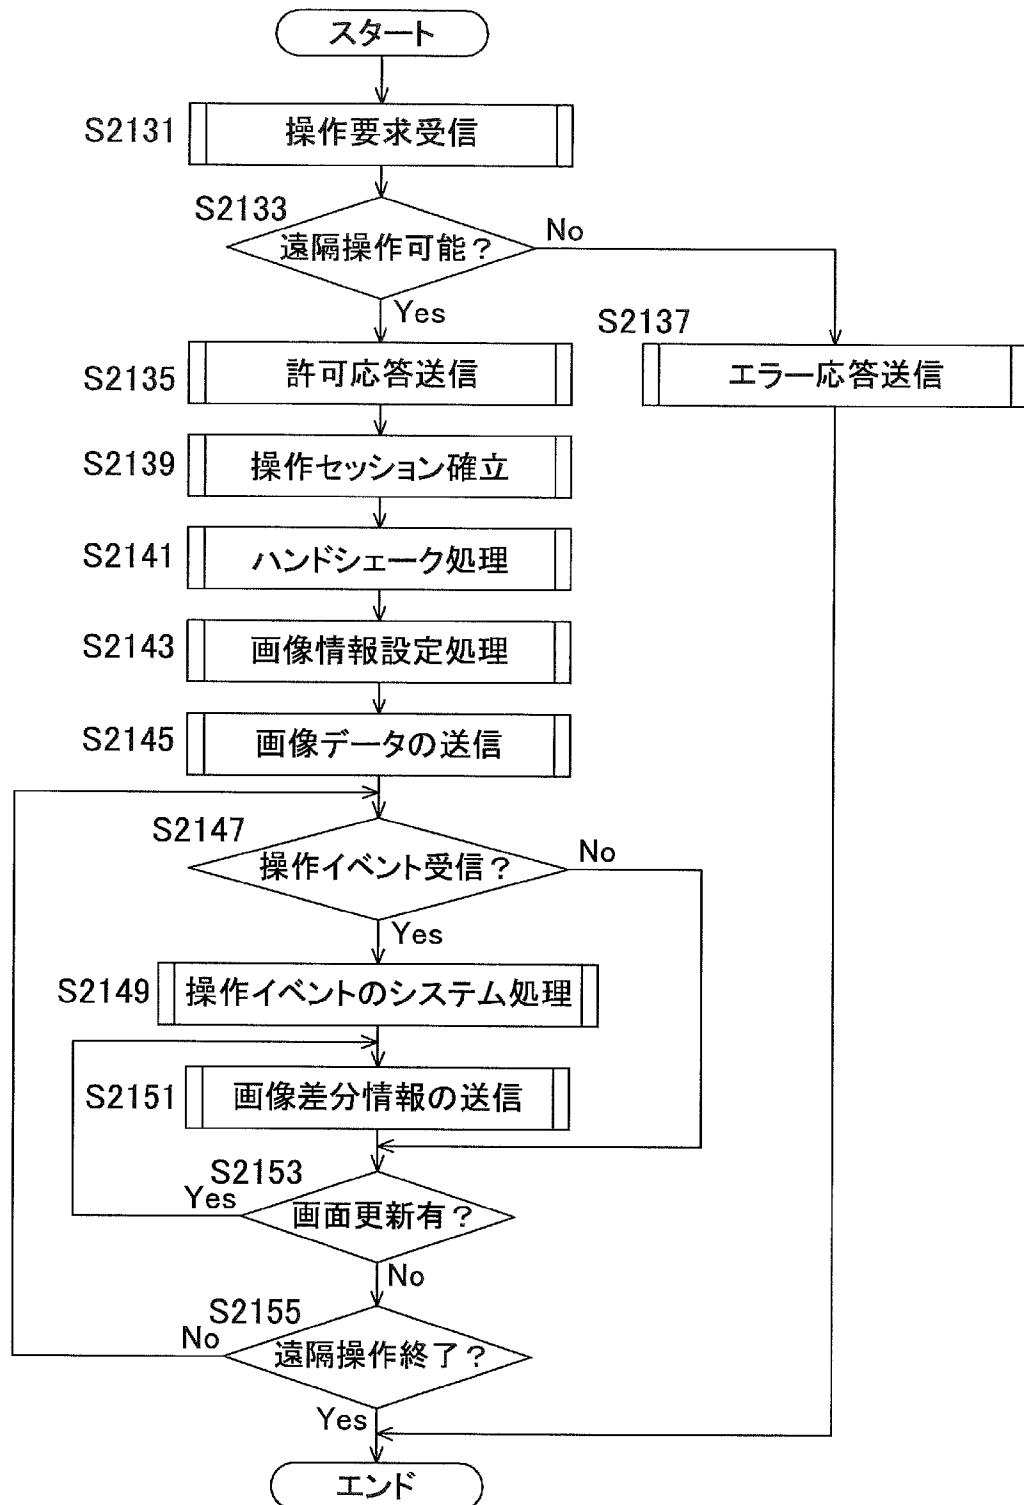 スタート
S2131
操作要求受信
S2133
遠隔操作可能？
No
Yes
S2137
エラー応答送信
S2135
許可応答送信
S2139
操作セッション確立
S2141
ハンドシェーク処理
S2143
画像情報設定処理
S2145
画像データの送信
S2147
操作イベント受信？
No
Yes
S2149
操作イベントのシステム処理
S2151
画像差分情報の送信
S2153
Yes
画面更新有？
No
S2155
No
遠隔操作終了？
Yes
エンド